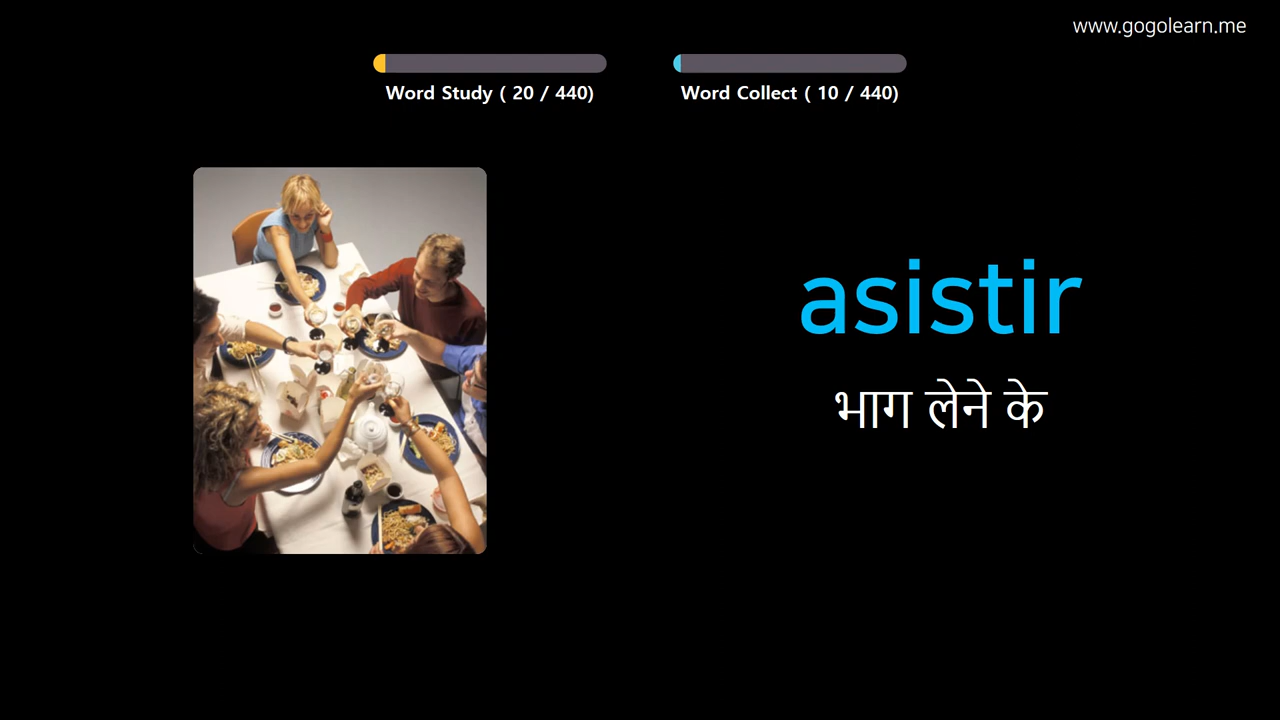 www.gogolearn.me
Word Study ( 20 / 440)
Word Collect ( 10 / 440)
asistir
भाग लेने के